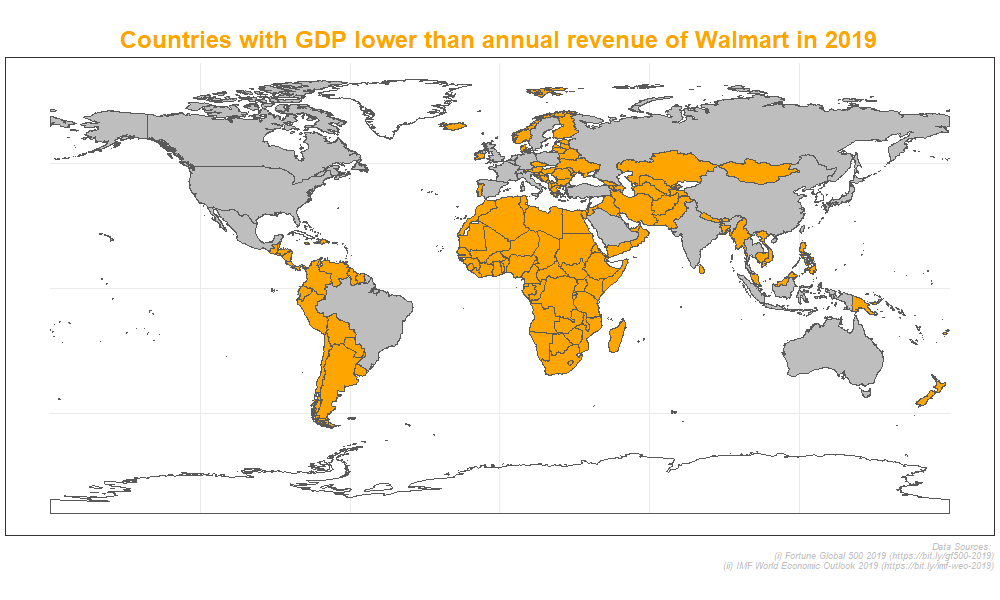 Countries with GDP lower than annual revenue of Walmart in 2019
Data Sources:
(i) Fortune Global 500 2019 (https://bit.ly/gf500-2019)
(ii) IMF World Economic Outlook 2019 (https://bit.ly/imf-weo-2019)